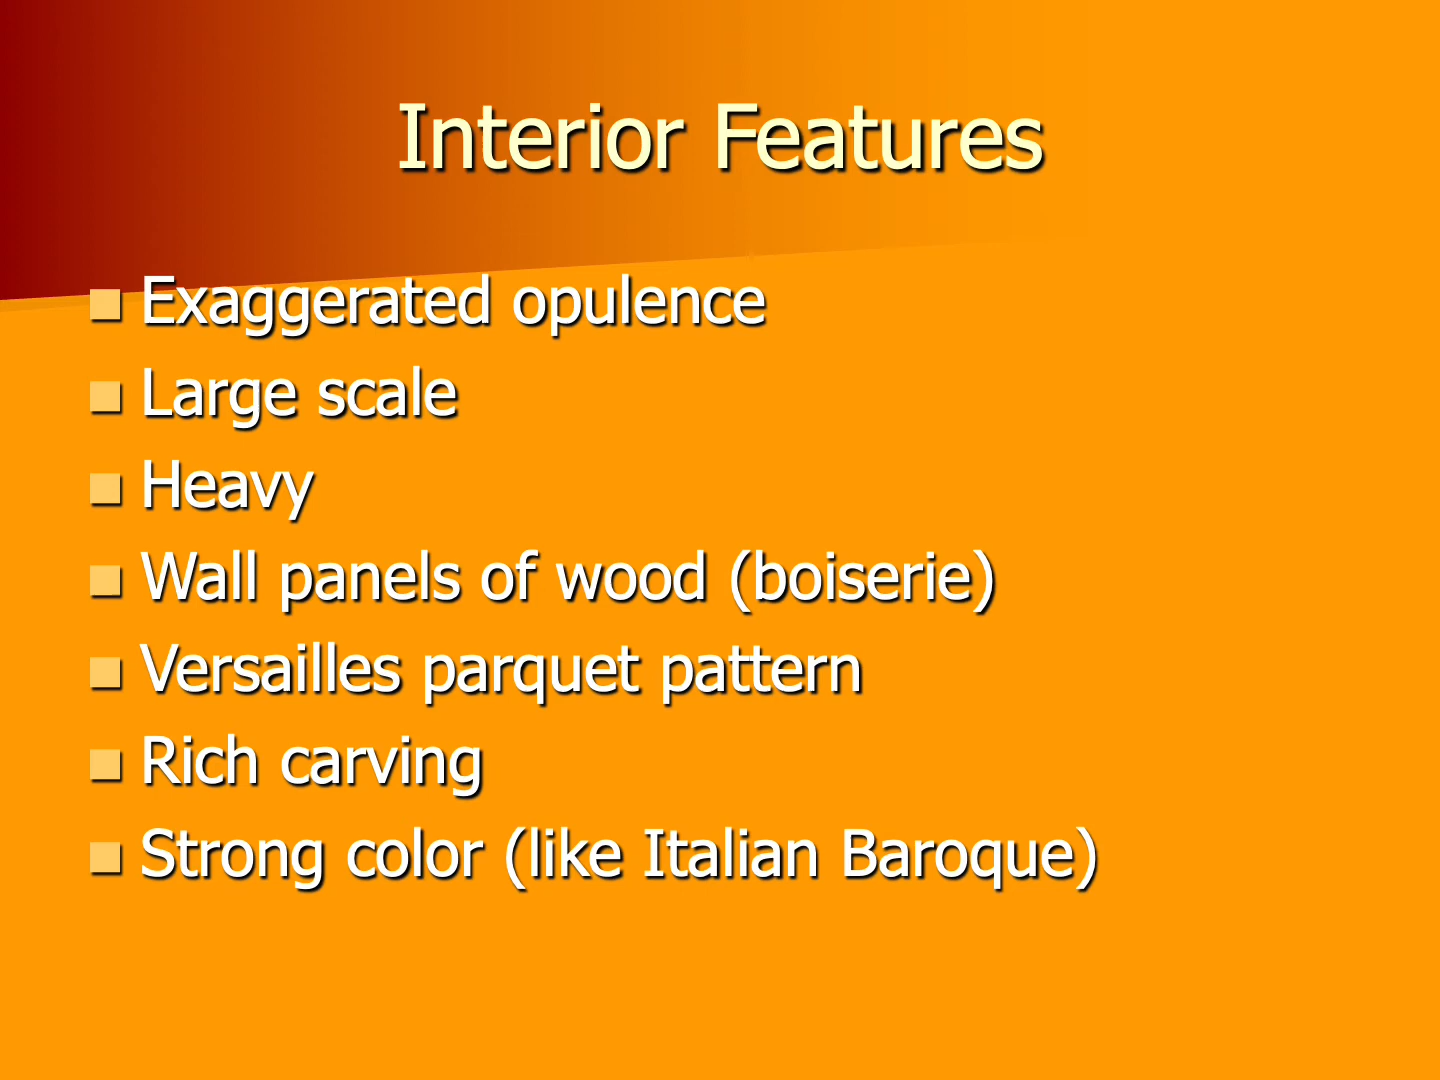 Interior Features
Exaggerated opulence
Large scale
Heavy
Wall panels of wood (boiserie)
Versailles parquet pattern
Rich carving
Strong color (like Italian Baroque)